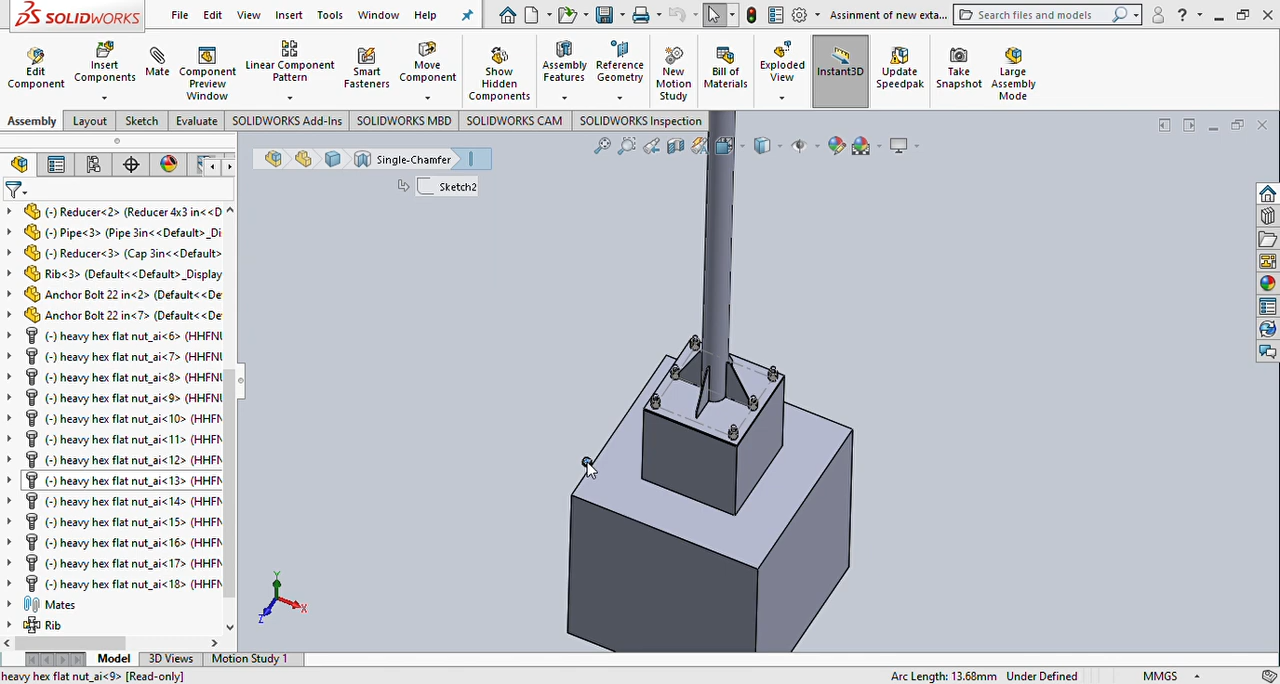 SOLIDWORKS
File Edit View Insert Tools Window Help
Assinment of new exta...
Search files and models
Edit Component
Insert Components
Mate
Component Preview Window
Linear Component Pattern
Smart Fasteners
Move Component
Show Hidden Components
Assembly Features
Reference Geometry
New Motion Study
Bill of Materials
Exploded View
Instant3D
Update Speedpak
Take Snapshot
Large Assembly Mode
Assembly Layout Sketch Evaluate SOLIDWORKS Add-Ins SOLIDWORKS MBD SOLIDWORKS CAM SOLIDWORKS Inspection
Single-Chamfer
Sketch2
(-) Reducer<2> (Reducer 4x3 in<<D
(-) Pipe<3> (Pipe 3in<<Default>_Di
(-) Reducer<3> (Cap 3in<<Default>
Rib<3> (Default<<Default>_Display
Anchor Bolt 22 in<2> (Default<<De
Anchor Bolt 22 in<7> (Default<<De
(-) heavy hex flat nut_ai<6> (HHFNU
(-) heavy hex flat nut_ai<7> (HHFNU
(-) heavy hex flat nut_ai<8> (HHFNU
(-) heavy hex flat nut_ai<9> (HHFNU
(-) heavy hex flat nut_ai<10> (HHFN
(-) heavy hex flat nut_ai<11> (HHFN
(-) heavy hex flat nut_ai<12> (HHFN
(-) heavy hex flat nut_ai<13> (HHFN
(-) heavy hex flat nut_ai<14> (HHFN
(-) heavy hex flat nut_ai<15> (HHFN
(-) heavy hex flat nut_ai<16> (HHFN
(-) heavy hex flat nut_ai<17> (HHFN
(-) heavy hex flat nut_ai<18> (HHFN
Mates
Rib
Y
X
Z
Model 3D Views Motion Study 1
heavy hex flat nut_ai<9> [Read-only]
Arc Length: 13.68mm Under Defined MMGS